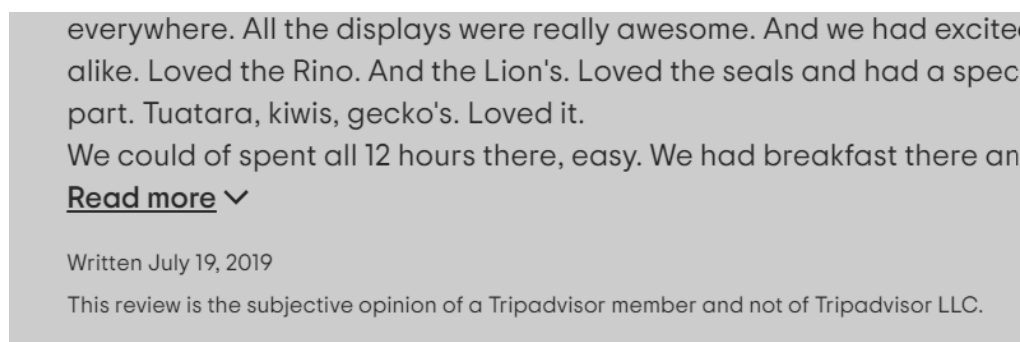 everywhere. All the displays were really awesome. And we had excite
alike. Loved the Rino. And the Lion's. Loved the seals and had a spec
part. Tuatara, kiwis, gecko's. Loved it.
We could of spent all 12 hours there, easy. We had breakfast there an
Read more
Written July 19, 2019
This review is the subjective opinion of a Tripadvisor member and not of Tripadvisor LLC.